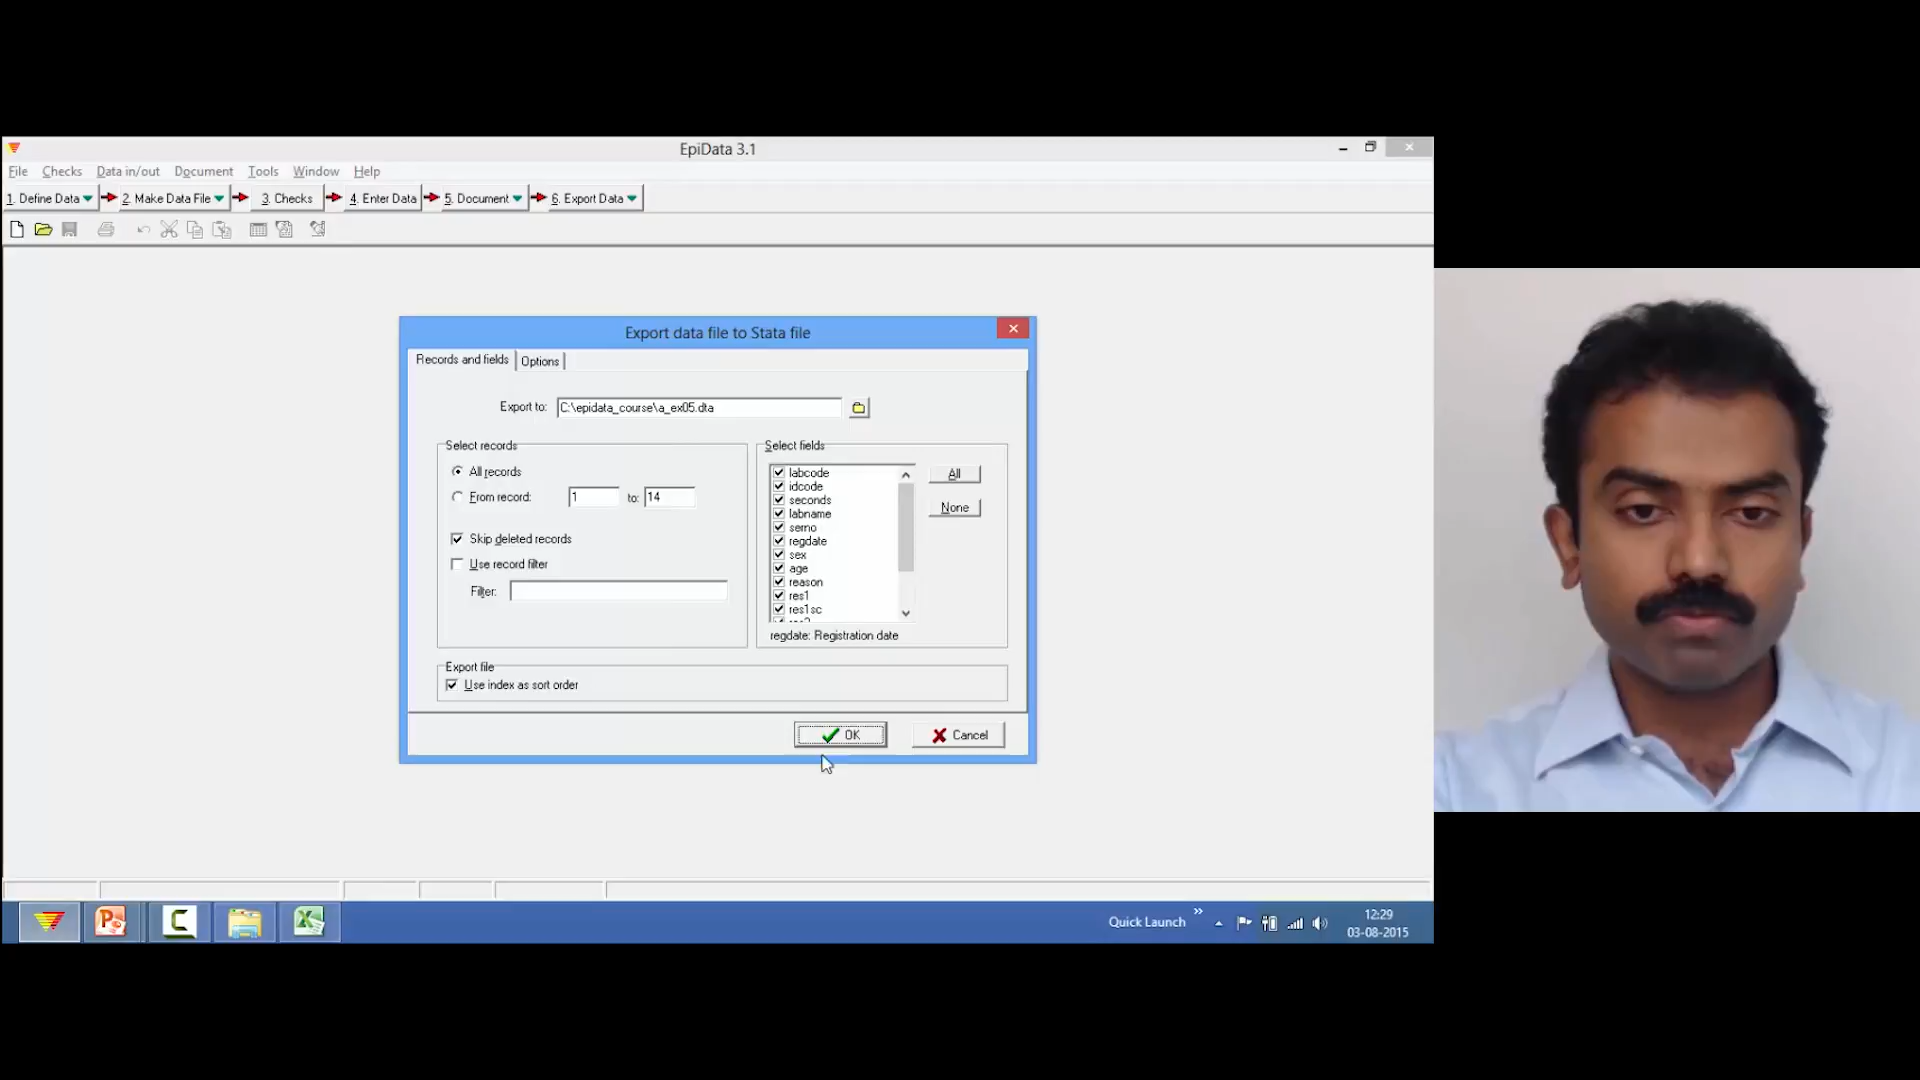 EpiData 3.1
File Checks Data in/out Document Tools Window Help
1. Define Data 2. Make Data File 3. Checks 4. Enter Data 5. Document 6. Export Data
Export data file to Stata file
Records and fields Options
Export to: C:\epidata_course\a_ex05.dta
Select records
All records
From record: 1 to: 14
Skip deleted records
Use record filter
Filter:
Select fields
labcode
idcode
seconds
labname
serno
regdate
sex
age
reason
res1
res1sc
All
None
regdate: Registration date
Export file
Use index as sort order
OK Cancel
Quick Launch
12:29
03-08-2015